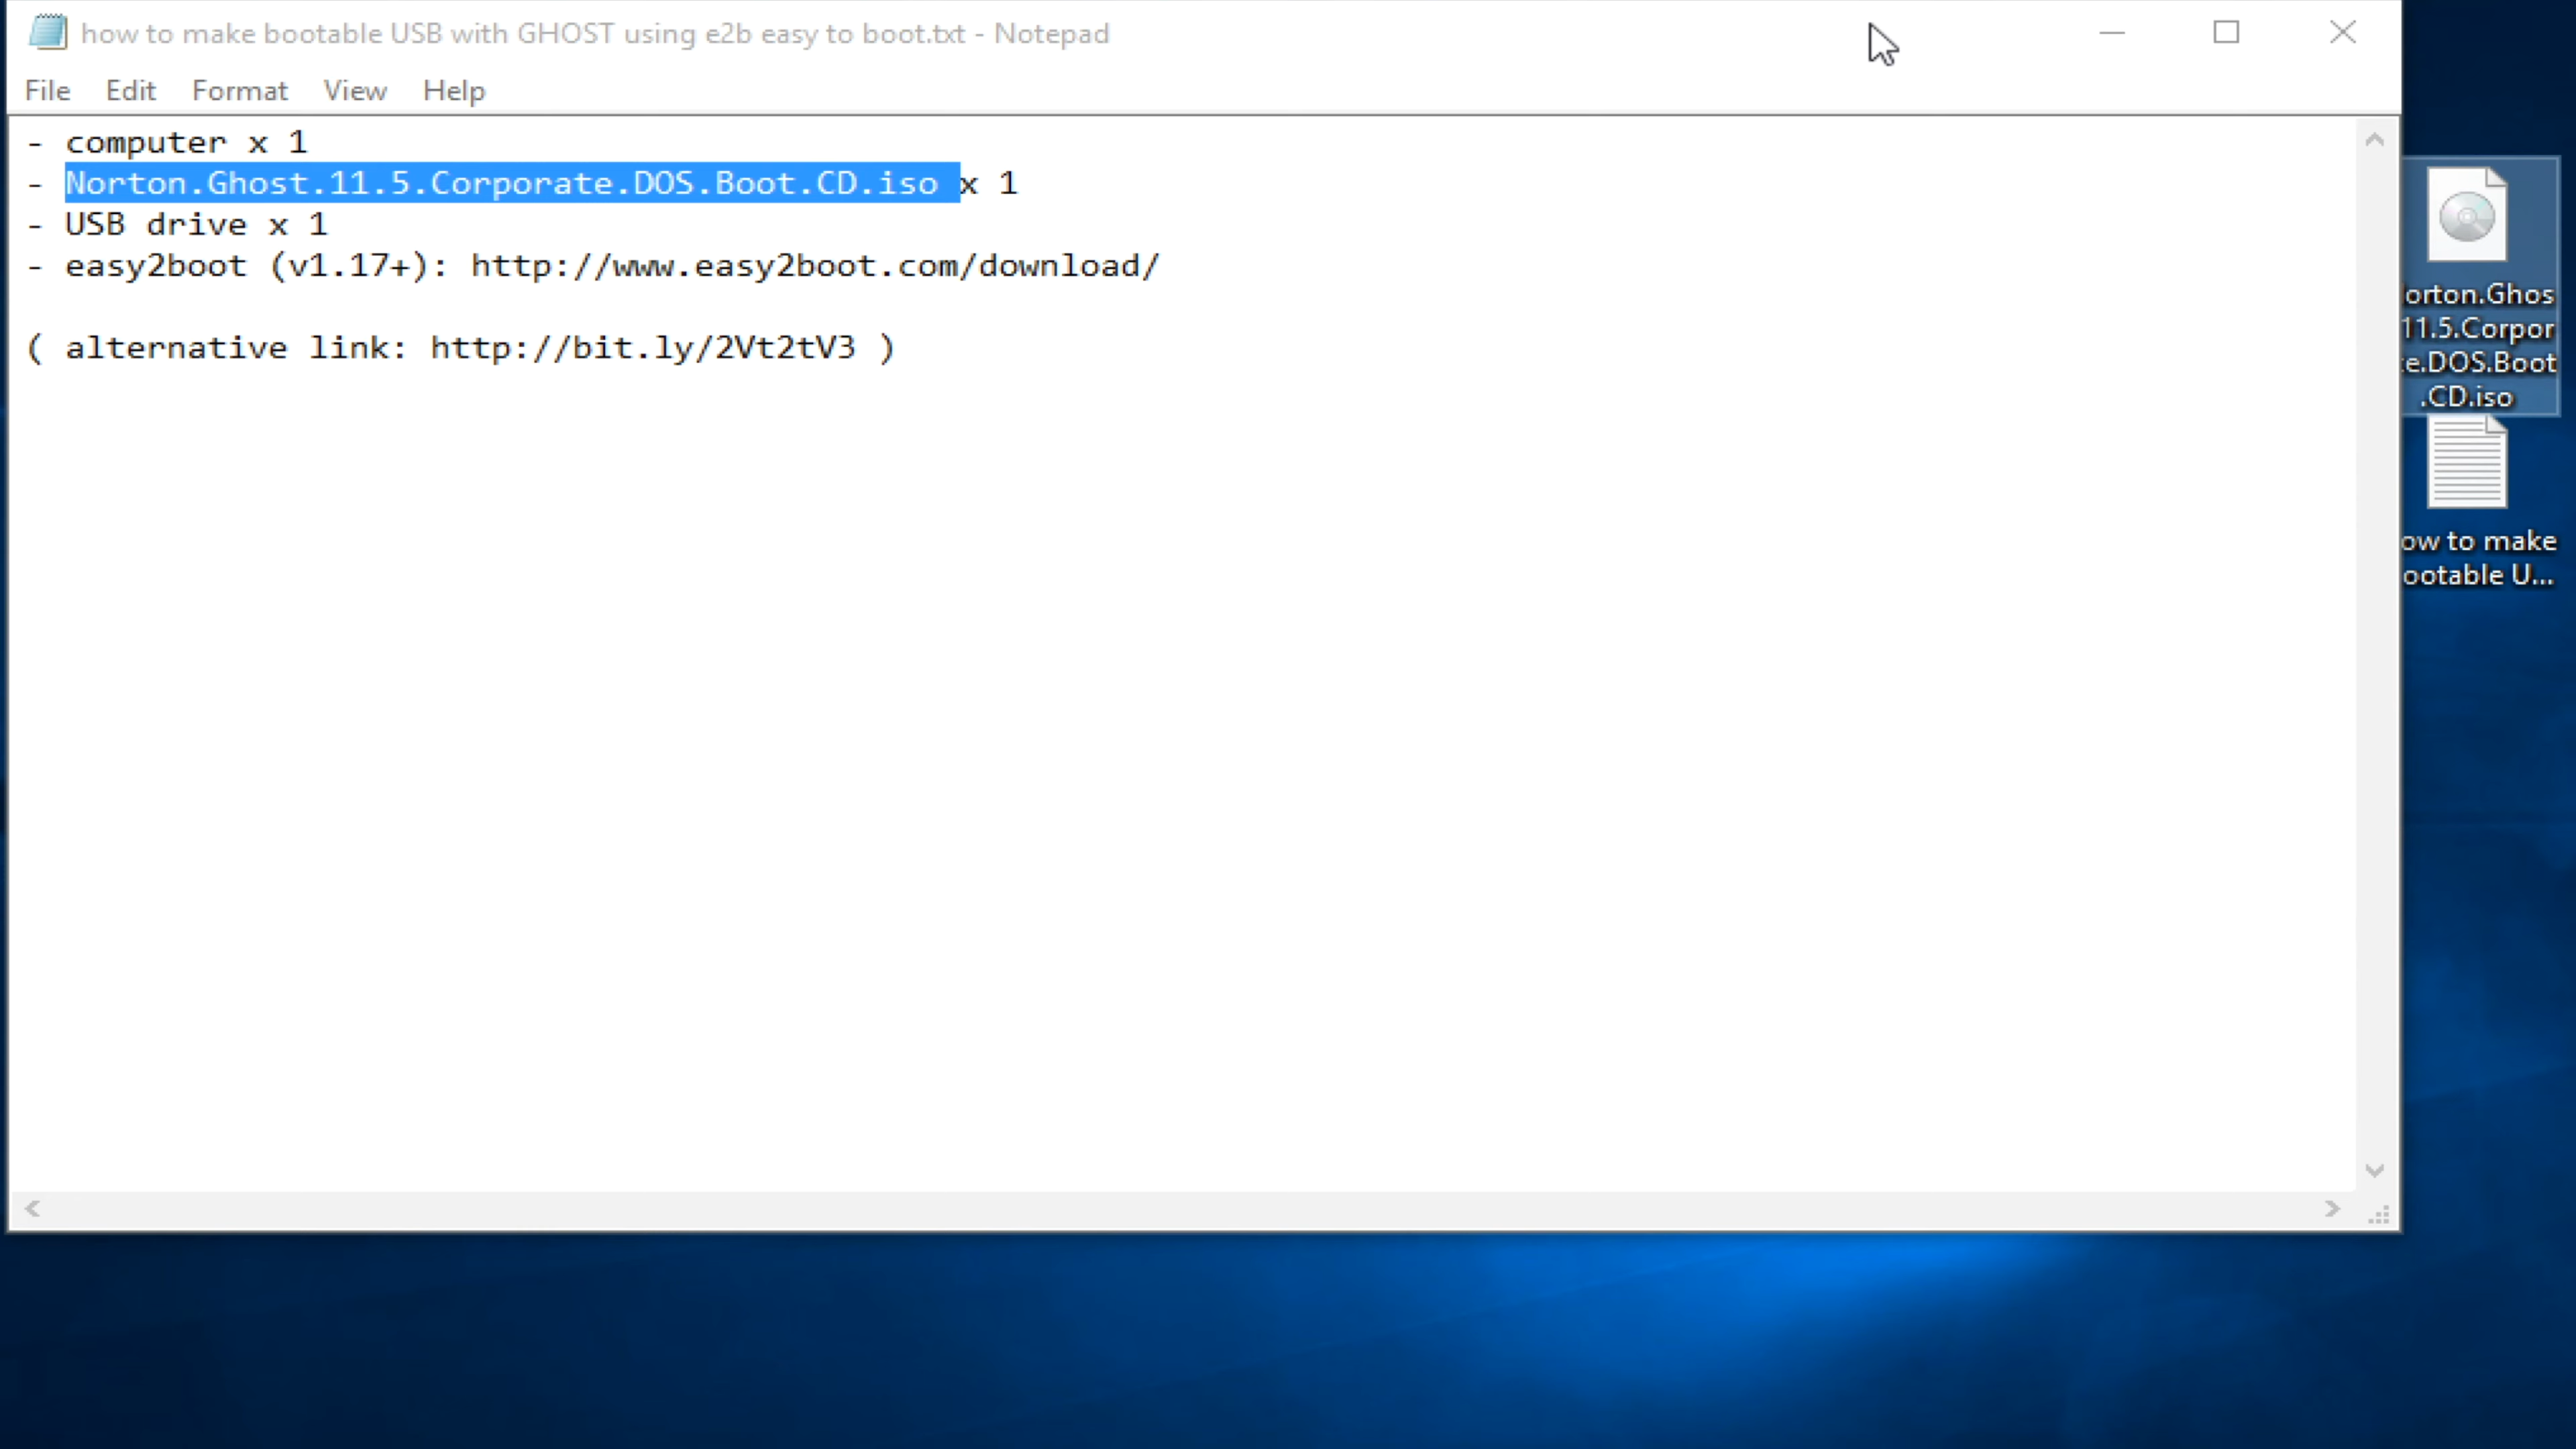 how to make bootable USB with GHOST using e2b easy to boot.txt - Notepad
File Edit Format View Help
- computer x 1
- Norton.Ghost.11.5.Corporate.DOS.Boot.CD.iso x 1
- USB drive x 1
- easy2boot (v1.17+): http://www.easy2boot.com/download/
( alternative link: http://bit.ly/2Vt2tV3 )
orton.Ghos
11.5.Corpor
e.DOS.Boot
.CD.iso
ow to make
ootable U...